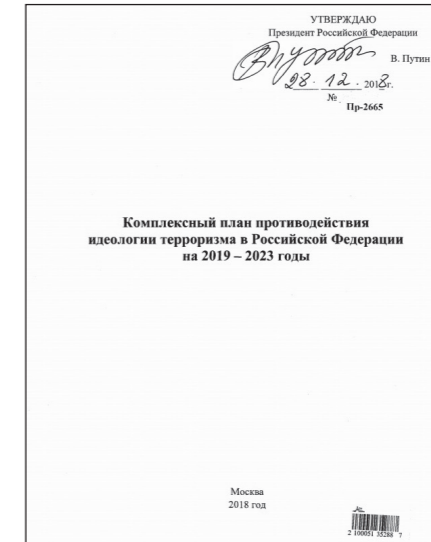 УТВЕРЖДАЮ
Президент Российской Федерации
В. Путин
28. 12. 2018г.
№
Пр-2665
Комплексный план противодействия
идеологии терроризма в Российской Федерации
на 2019 – 2023 годы
Москва
2018 год
2 100051 35288 7